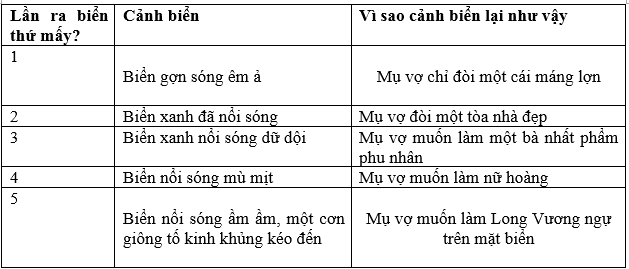 Lần ra biển Cảnh biển Vì sao cảnh biển lại như vậy
thứ mấy?
1
Biển gợn sóng êm ả Mụ vợ chỉ đòi một cái máng lợn
2 Biển xanh đã nổi sóng Mụ vợ đòi một tòa nhà đẹp
3 Biển xanh nổi sóng dữ dội Mụ vợ muốn làm một bà nhất phẩm
phu nhân
4 Biển nổi sóng mù mịt Mụ vợ muốn làm nữ hoàng
5
Biển nổi sóng ầm ầm, một cơn Mụ vợ muốn làm Long Vương ngự
giông tố kinh khủng kéo đến trên mặt biển